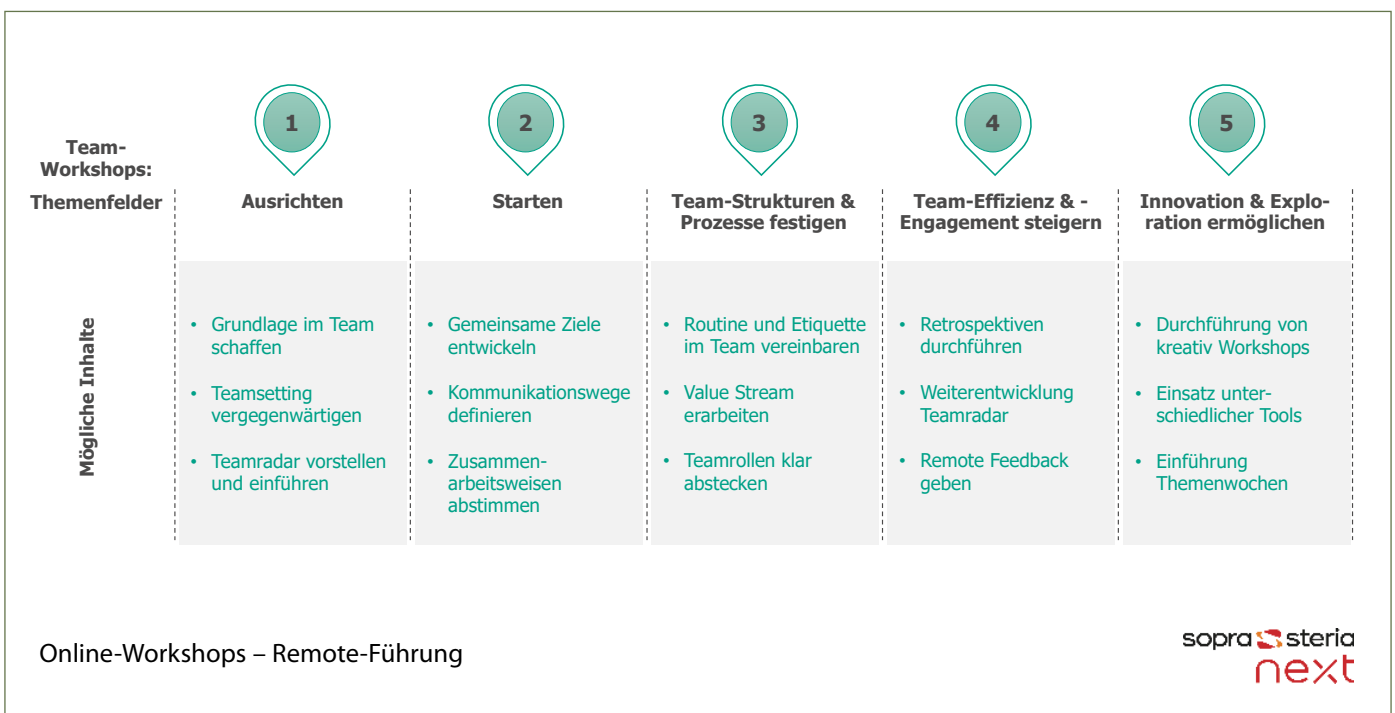 1
2
3
4
5
Team-
Workshops:
Themenfelder
Ausrichten
Starten
Team-Strukturen &
Prozesse festigen
Team-Effizienz & -
Engagement steigern
Innovation & Explo-
ration ermöglichen
Mögliche Inhalte
• Grundlage im Team
schaffen
• Teamsetting
vergegenwärtigen
• Teamradar vorstellen
und einführen
• Gemeinsame Ziele
entwickeln
• Kommunikationswege
definieren
• Zusammen-
arbeitsweisen
abstimmen
• Routine und Etiquette
im Team vereinbaren
• Value Stream
erarbeiten
• Teamrollen klar
abstecken
• Retrospektiven
durchführen
• Weiterentwicklung
Teamradar
• Remote Feedback
geben
• Durchführung von
kreativ Workshops
• Einsatz unter-
schiedlicher Tools
• Einführung
Themenwochen
Online-Workshops – Remote-Führung
sopra steria
next